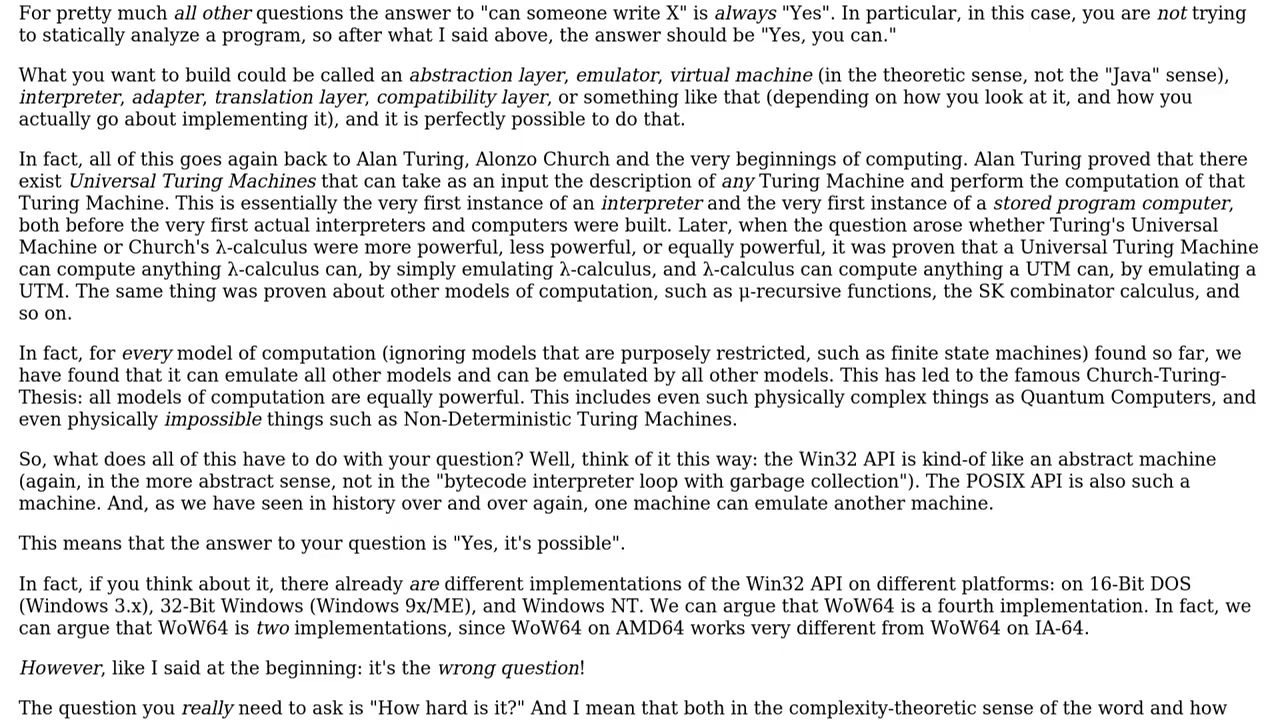 For pretty much all other questions the answer to "can someone write X" is always "Yes". In particular, in this case, you are not trying
to statically analyze a program, so after what I said above, the answer should be "Yes, you can."
What you want to build could be called an abstraction layer, emulator, virtual machine (in the theoretic sense, not the "Java" sense),
interpreter, adapter, translation layer, compatibility layer, or something like that (depending on how you look at it, and how you
actually go about implementing it), and it is perfectly possible to do that.
In fact, all of this goes again back to Alan Turing, Alonzo Church and the very beginnings of computing. Alan Turing proved that there
exist Universal Turing Machines that can take as an input the description of any Turing Machine and perform the computation of that
Turing Machine. This is essentially the very first instance of an interpreter and the very first instance of a stored program computer,
both before the very first actual interpreters and computers were built. Later, when the question arose whether Turing's Universal
Machine or Church's λ-calculus were more powerful, less powerful, or equally powerful, it was proven that a Universal Turing Machine
can compute anything λ-calculus can, by simply emulating λ-calculus, and λ-calculus can compute anything a UTM can, by emulating a
UTM. The same thing was proven about other models of computation, such as μ-recursive functions, the SK combinator calculus, and
so on.
In fact, for every model of computation (ignoring models that are purposely restricted, such as finite state machines) found so far, we
have found that it can emulate all other models and can be emulated by all other models. This has led to the famous Church-Turing-
Thesis: all models of computation are equally powerful. This includes even such physically complex things as Quantum Computers, and
even physically impossible things such as Non-Deterministic Turing Machines.
So, what does all of this have to do with your question? Well, think of it this way: the Win32 API is kind-of like an abstract machine
(again, in the more abstract sense, not in the "bytecode interpreter loop with garbage collection"). The POSIX API is also such a
machine. And, as we have seen in history over and over again, one machine can emulate another machine.
This means that the answer to your question is "Yes, it's possible".
In fact, if you think about it, there already are different implementations of the Win32 API on different platforms: on 16-Bit DOS
(Windows 3.x), 32-Bit Windows (Windows 9x/ME), and Windows NT. We can argue that WoW64 is a fourth implementation. In fact, we
can argue that WoW64 is two implementations, since WoW64 on AMD64 works very different from WoW64 on IA-64.
However, like I said at the beginning: it's the wrong question!
The question you really need to ask is "How hard is it?" And I mean that both in the complexity-theoretic sense of the word and how